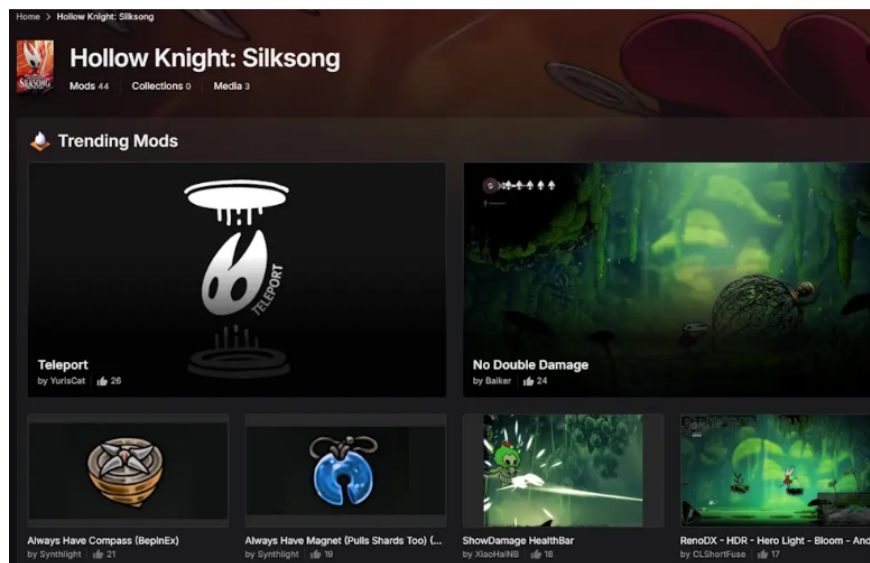 Home > Hollow Knight: Silksong
SILKSONG
Hollow Knight: Silksong
Mods 44 Collections 0 Media 3
Trending Mods
TELEPORT
Teleport
by YurisCat 26
No Double Damage
by Baiker 24
Always Have Compass (BepInEx)
by Synthlight 21
Always Have Magnet (Pulls Shards Too) (...
by Synthlight 19
ShowDamage HealthBar
by XiaoHaiNB 18
RenoDX - HDR - Hero Light - Bloom - And
by CLShortFuse 17